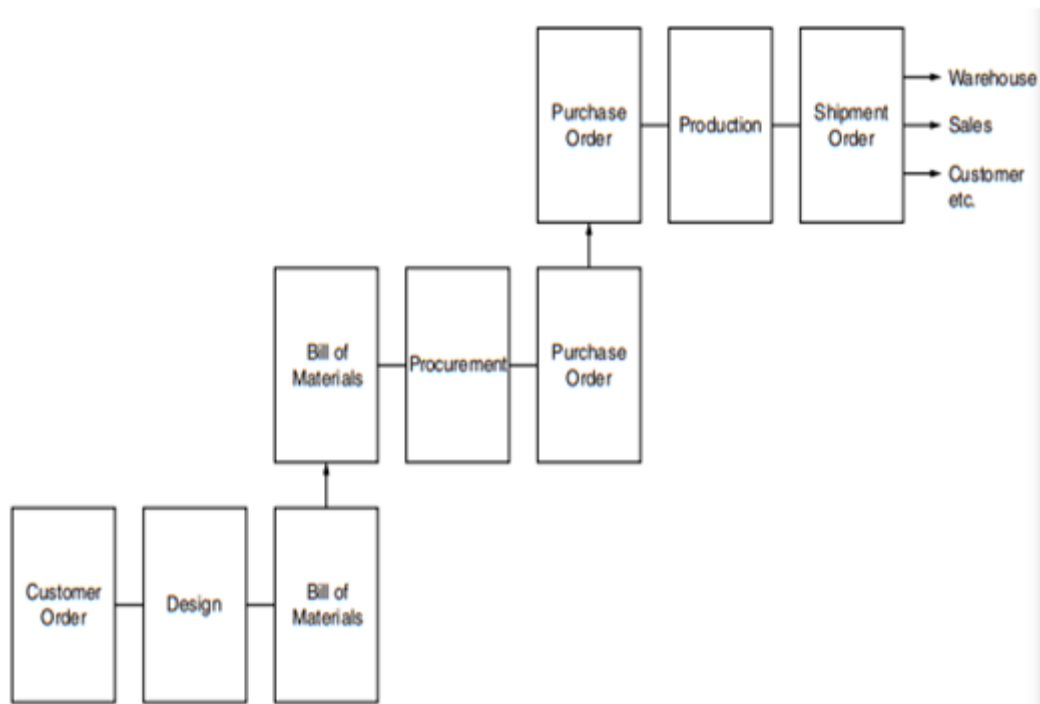 Purchase
Order
Production
Shipment
Order
Warehouse
Sales
Customer
etc.
Bill of
Materials
Procurement
Purchase
Order
Customer
Order
Design
Bill of
Materials